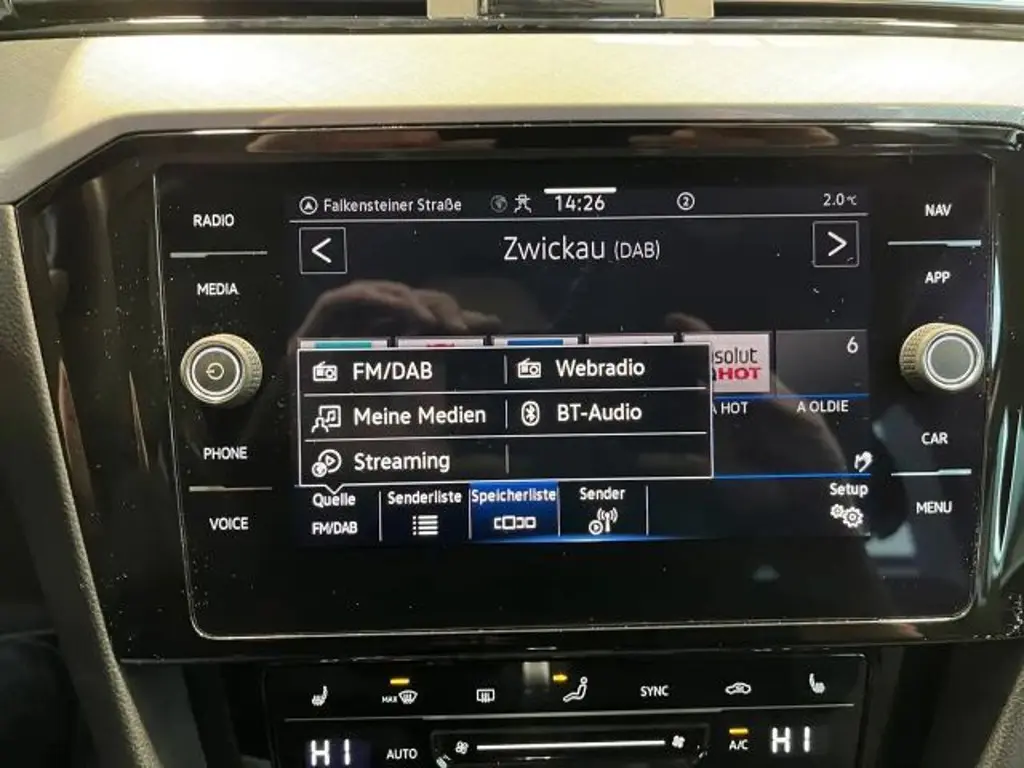 RADIO
MEDIA
PHONE
VOICE
Falkensteiner Straße
14:26
2
2.0°C
Zwickau (DAB)
FM/DAB
Webradio
Meine Medien
BT-Audio
Streaming
HOT
6
HOT
A OLDIE
Quelle
FM/DAB
Senderliste
Speicherliste
Sender
Setup
NAV
APP
CAR
MENU
MAX
SYNC
HI
AUTO
A/C
HI